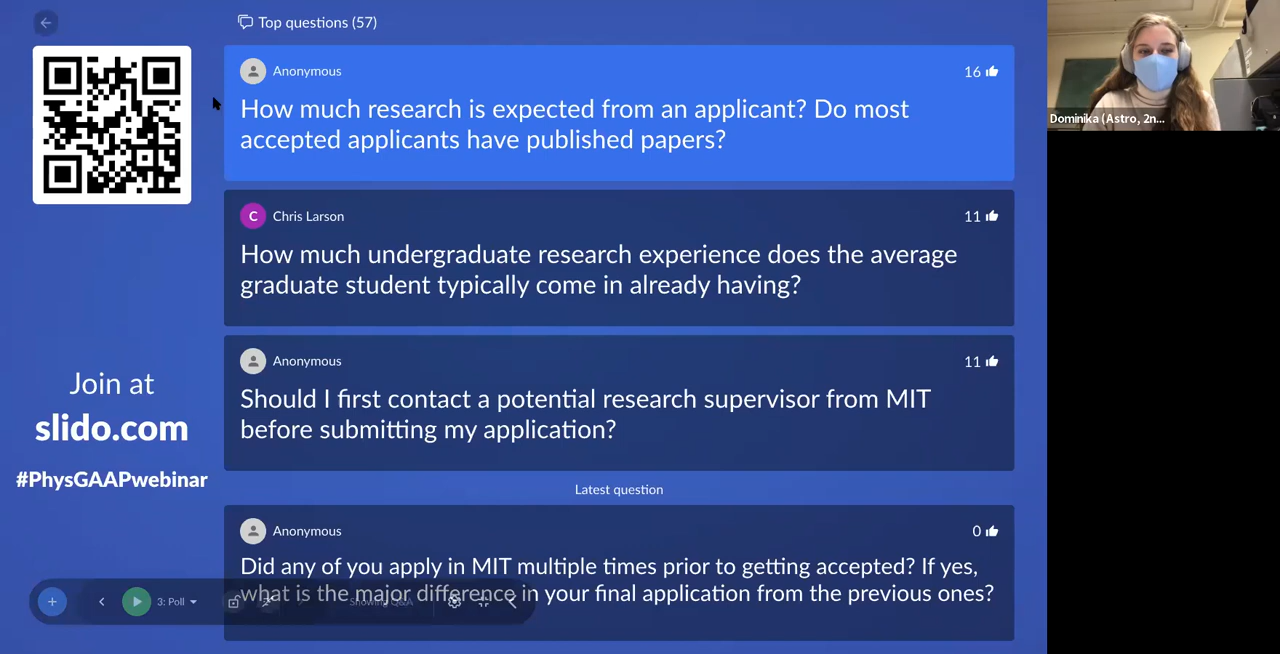 Top questions (57)
Anonymous
16
How much research is expected from an applicant? Do most
accepted applicants have published papers?
C
Chris Larson
11
How much undergraduate research experience does the average
graduate student typically come in already having?
Anonymous
11
Should I first contact a potential research supervisor from MIT
before submitting my application?
Latest question
Anonymous
0
Did any of you apply in MIT multiple times prior to getting accepted? If yes,
what is the major difference in your final application from the previous ones?
Join at
slido.com
#PhysGAAPwebinar
3: Poll
Showing Q&A
Dominika (Astro, 2n...